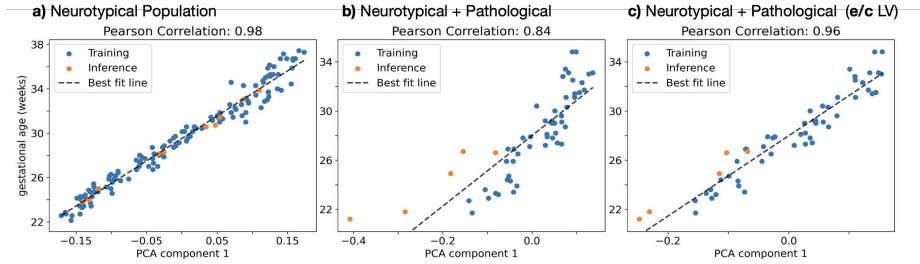 a) Neurotypical Population
Pearson Correlation: 0.98
Training
Inference
Best fit line
gestational age (weeks)
38
34
30
26
22
−0.15
−0.05
0.05
0.15
PCA component 1
b) Neurotypical + Pathological
Pearson Correlation: 0.84
Training
Inference
Best fit line
34
30
26
22
−0.4
−0.2
0.0
PCA component 1
c) Neurotypical + Pathological (e/c LV)
Pearson Correlation: 0.96
Training
Inference
Best fit line
34
30
26
22
−0.2
0.0
PCA component 1